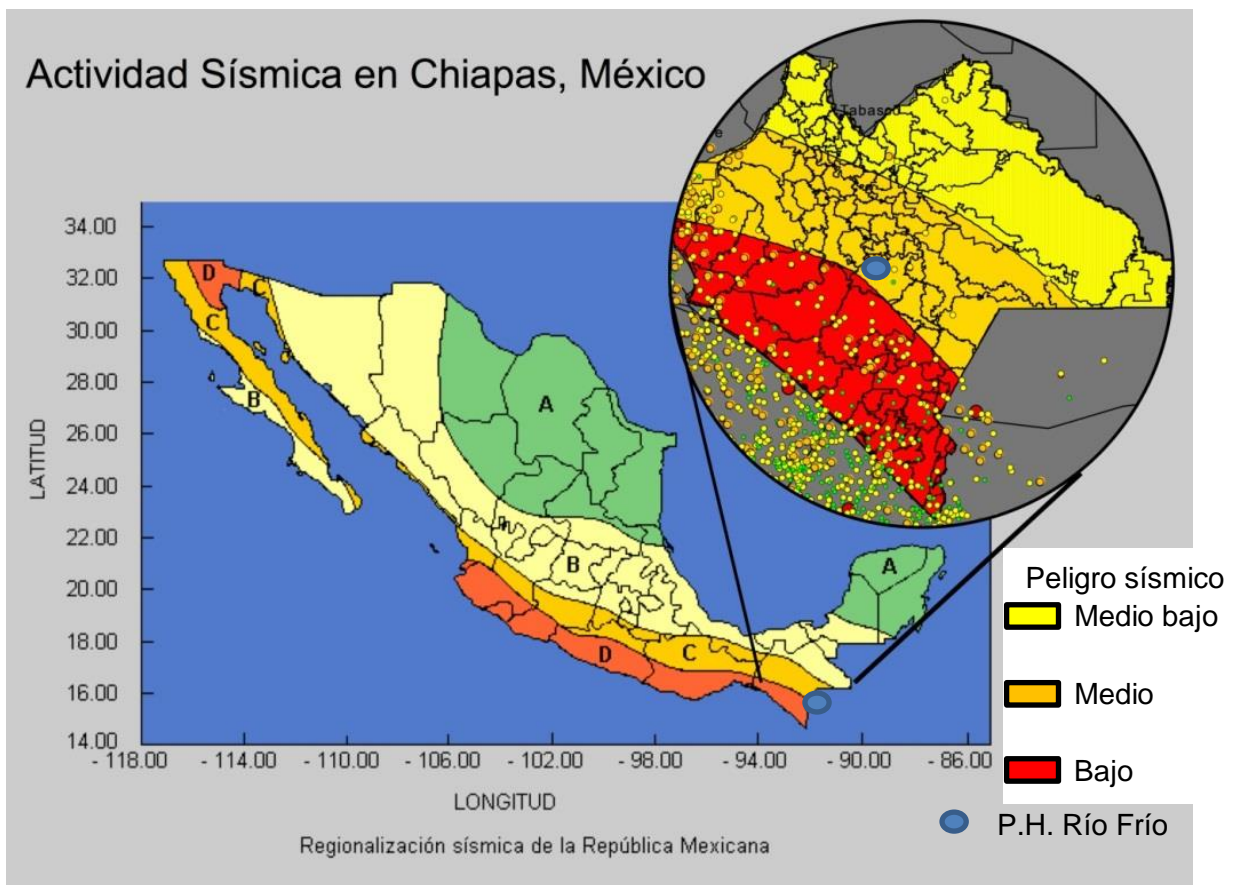 Actividad Sísmica en Chiapas, México
Tabasco
34.00
32.00
30.00
28.00
26.00
24.00
22.00
20.00
18.00
16.00
14.00
LATITUD
D
C
C
B
A
B
A
D
C
- 118.00 - 114.00 - 110.00 - 106.00 - 102.00 - 98.00 - 94.00 - 90.00 - 86.00
LONGITUD
Regionalización sísmica de la República Mexicana
Peligro sísmico
Medio bajo
Medio
Bajo
P.H. Río Frío